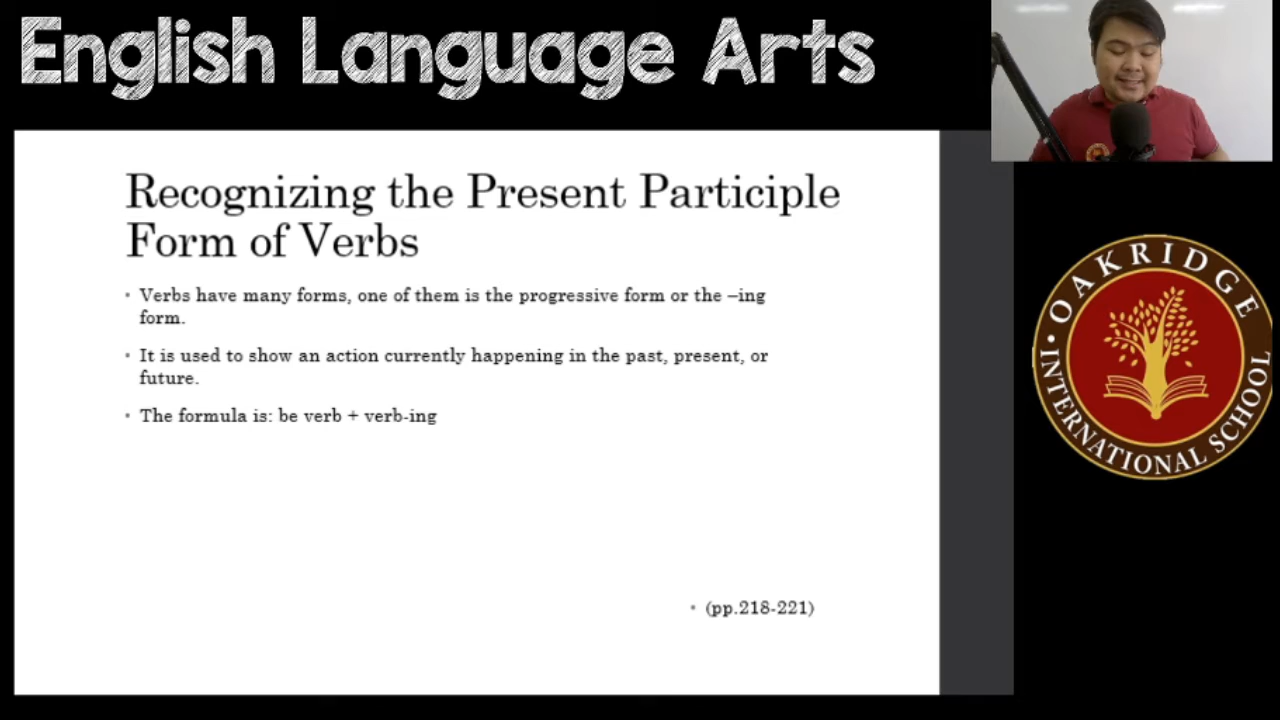 English Language Arts
Recognizing the Present Participle
Form of Verbs
• Verbs have many forms, one of them is the progressive form or the –ing
form.
• It is used to show an action currently happening in the past, present, or
future.
• The formula is: be verb + verb-ing
• (pp.218-221)
OAKRIDGE
• INTERNATIONAL SCHOOL